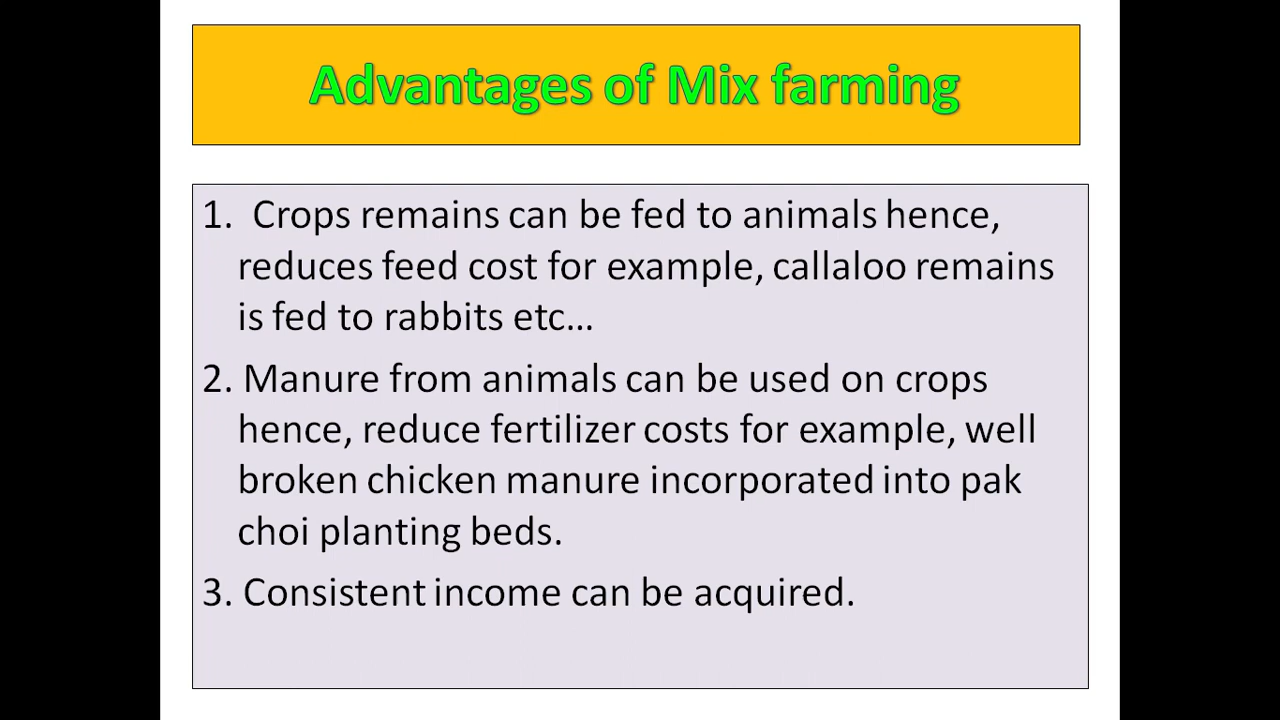 Advantages of Mix farming
1. Crops remains can be fed to animals hence,
reduces feed cost for example, callaloo remains
is fed to rabbits etc...
2. Manure from animals can be used on crops
hence, reduce fertilizer costs for example, well
broken chicken manure incorporated into pak
choi planting beds.
3. Consistent income can be acquired.